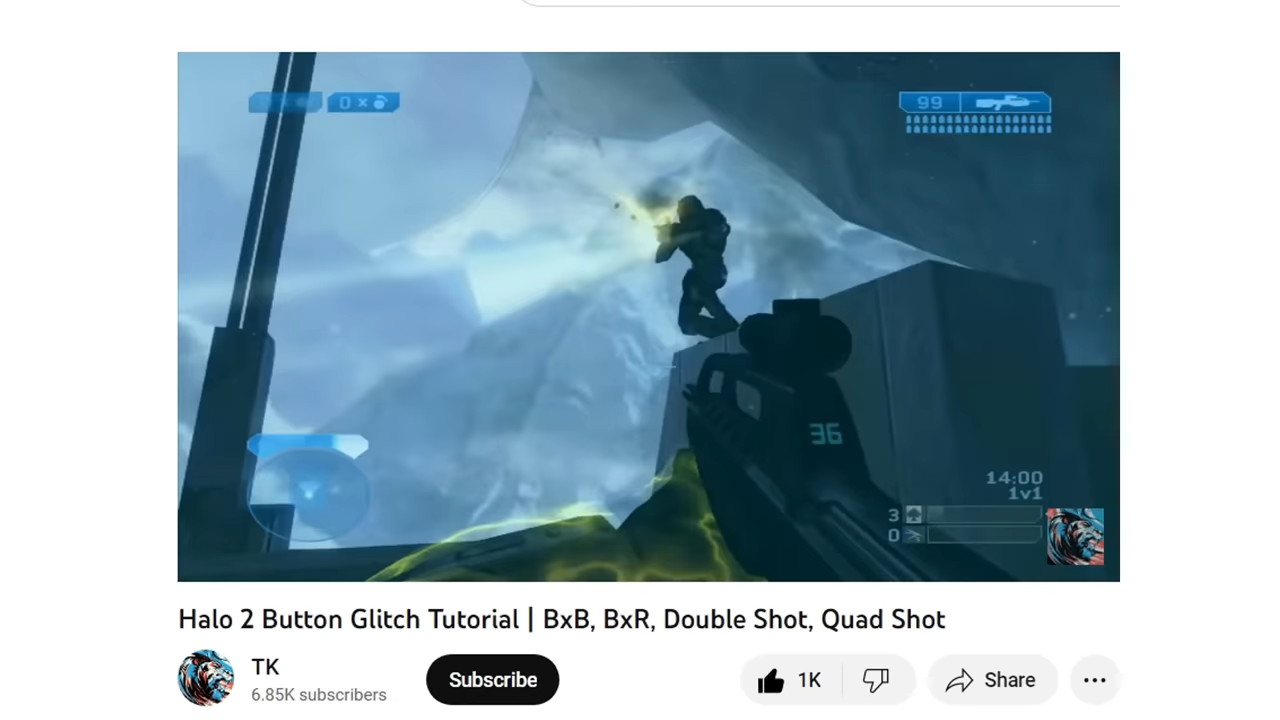 0 x
99
36
14:00
1v1
3
0
Halo 2 Button Glitch Tutorial | BxB, BxR, Double Shot, Quad Shot
TK
6.85K subscribers
Subscribe
1K
Share